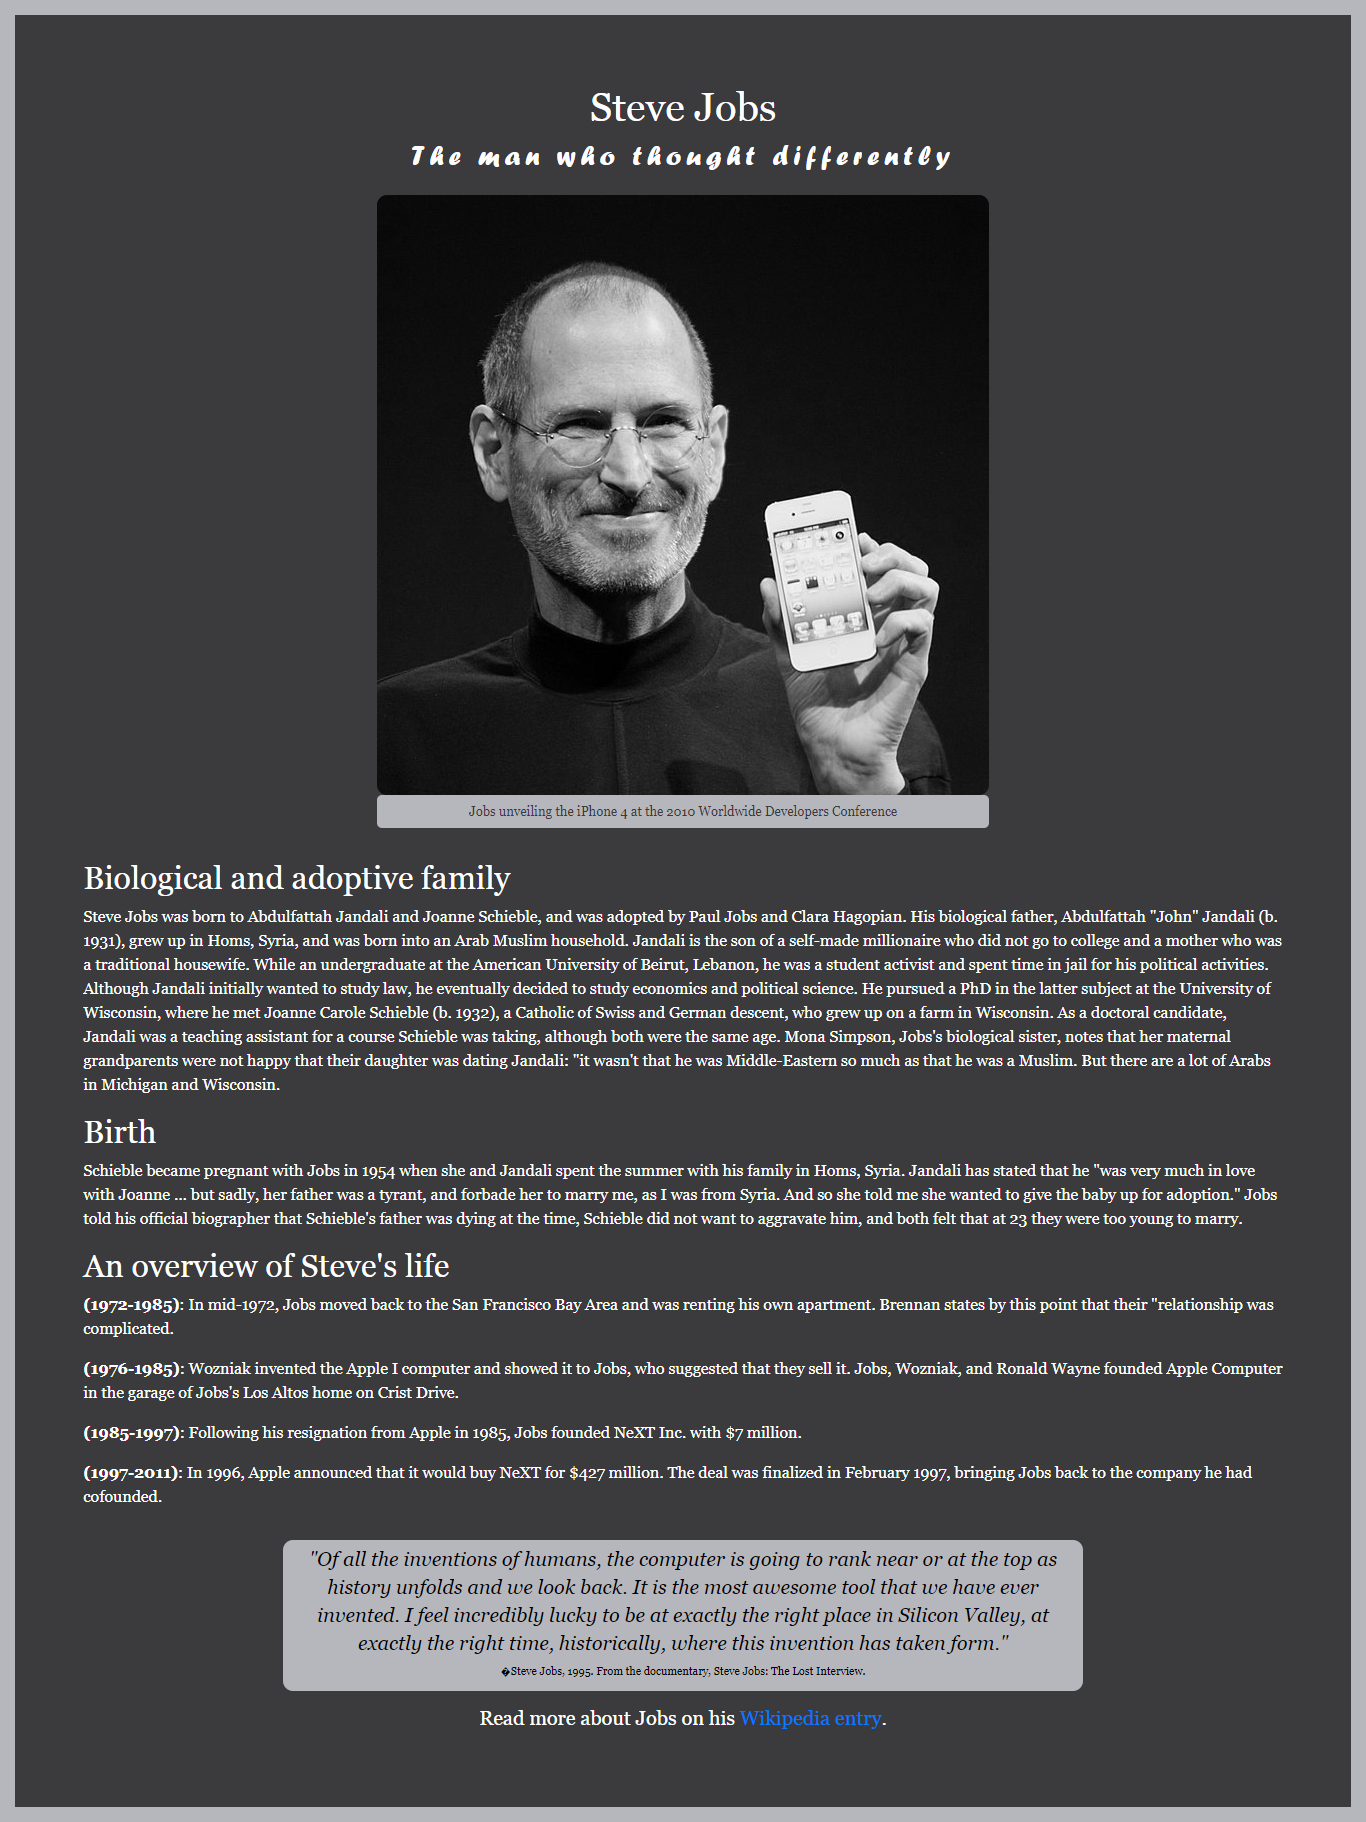 Steve Jobs
The man who thought differently
Jobs unveiling the iPhone 4 at the 2010 Worldwide Developers Conference
Biological and adoptive family
Steve Jobs was born to Abdulfattah Jandali and Joanne Schieble, and was adopted by Paul Jobs and Clara Hagopian. His biological father, Abdulfattah "John" Jandali (b.
1931), grew up in Homs, Syria, and was born into an Arab Muslim household. Jandali is the son of a self-made millionaire who did not go to college and a mother who was
a traditional housewife. While an undergraduate at the American University of Beirut, Lebanon, he was a student activist and spent time in jail for his political activities.
Although Jandali initially wanted to study law, he eventually decided to study economics and political science. He pursued a PhD in the latter subject at the University of
Wisconsin, where he met Joanne Carole Schieble (b. 1932), a Catholic of Swiss and German descent, who grew up on a farm in Wisconsin. As a doctoral candidate,
Jandali was a teaching assistant for a course Schieble was taking, although both were the same age. Mona Simpson, Jobs's biological sister, notes that her maternal
grandparents were not happy that their daughter was dating Jandali: "it wasn't that he was Middle-Eastern so much as that he was a Muslim. But there are a lot of Arabs
in Michigan and Wisconsin.
Birth
Schieble became pregnant with Jobs in 1954 when she and Jandali spent the summer with his family in Homs, Syria. Jandali has stated that he "was very much in love
with Joanne ... but sadly, her father was a tyrant, and forbade her to marry me, as I was from Syria. And so she told me she wanted to give the baby up for adoption." Jobs
told his official biographer that Schieble's father was dying at the time, Schieble did not want to aggravate him, and both felt that at 23 they were too young to marry.
An overview of Steve's life
(1972-1985): In mid-1972, Jobs moved back to the San Francisco Bay Area and was renting his own apartment. Brennan states by this point that their "relationship was
complicated.
(1976-1985): Wozniak invented the Apple I computer and showed it to Jobs, who suggested that they sell it. Jobs, Wozniak, and Ronald Wayne founded Apple Computer
in the garage of Jobs's Los Altos home on Crist Drive.
(1985-1997): Following his resignation from Apple in 1985, Jobs founded NeXT Inc. with $7 million.
(1997-2011): In 1996, Apple announced that it would buy NeXT for $427 million. The deal was finalized in February 1997, bringing Jobs back to the company he had
cofounded.
"Of all the inventions of humans, the computer is going to rank near or at the top as
history unfolds and we look back. It is the most awesome tool that we have ever
invented. I feel incredibly lucky to be at exactly the right place in Silicon Valley, at
exactly the right time, historically, where this invention has taken form."
�Steve Jobs, 1995. From the documentary, Steve Jobs: The Lost Interview.
Read more about Jobs on his Wikipedia entry.